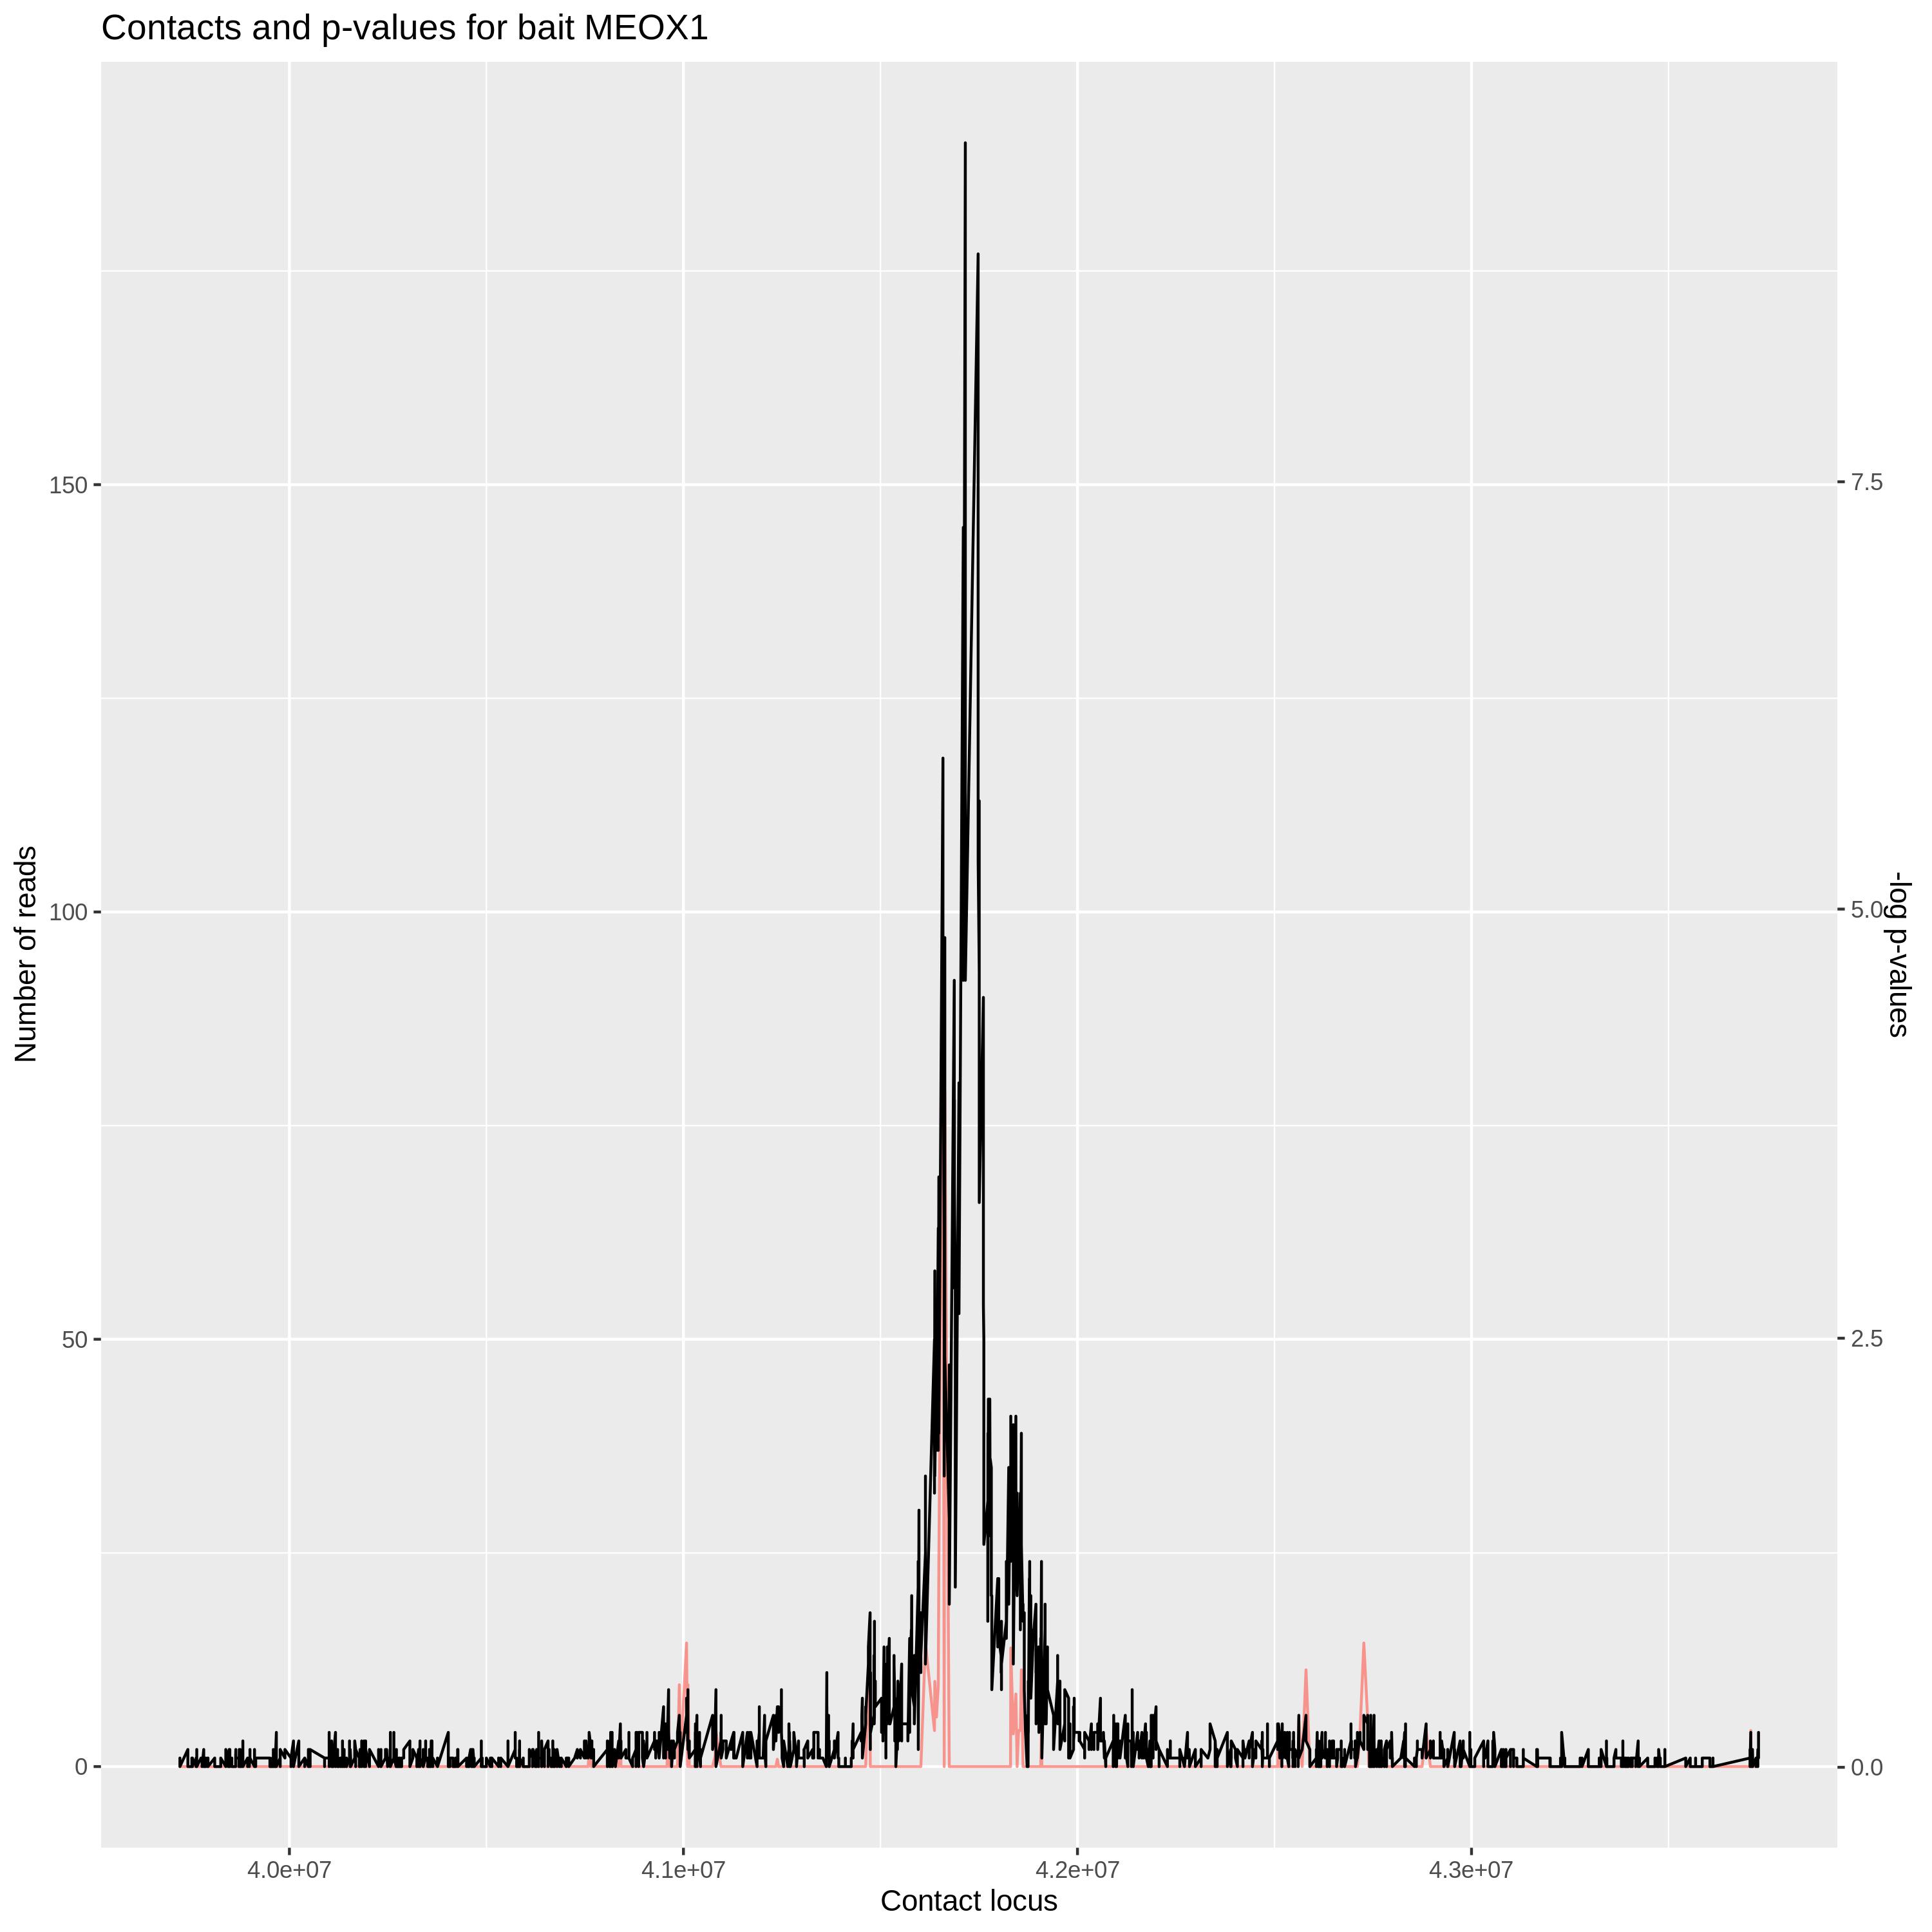 Contacts and p-values for bait MEOX1
150
100
50
0
Number of reads
7.5
5.0
2.5
0.0
-log p-values
4.0e+07
4.1e+07
4.2e+07
4.3e+07
Contact locus